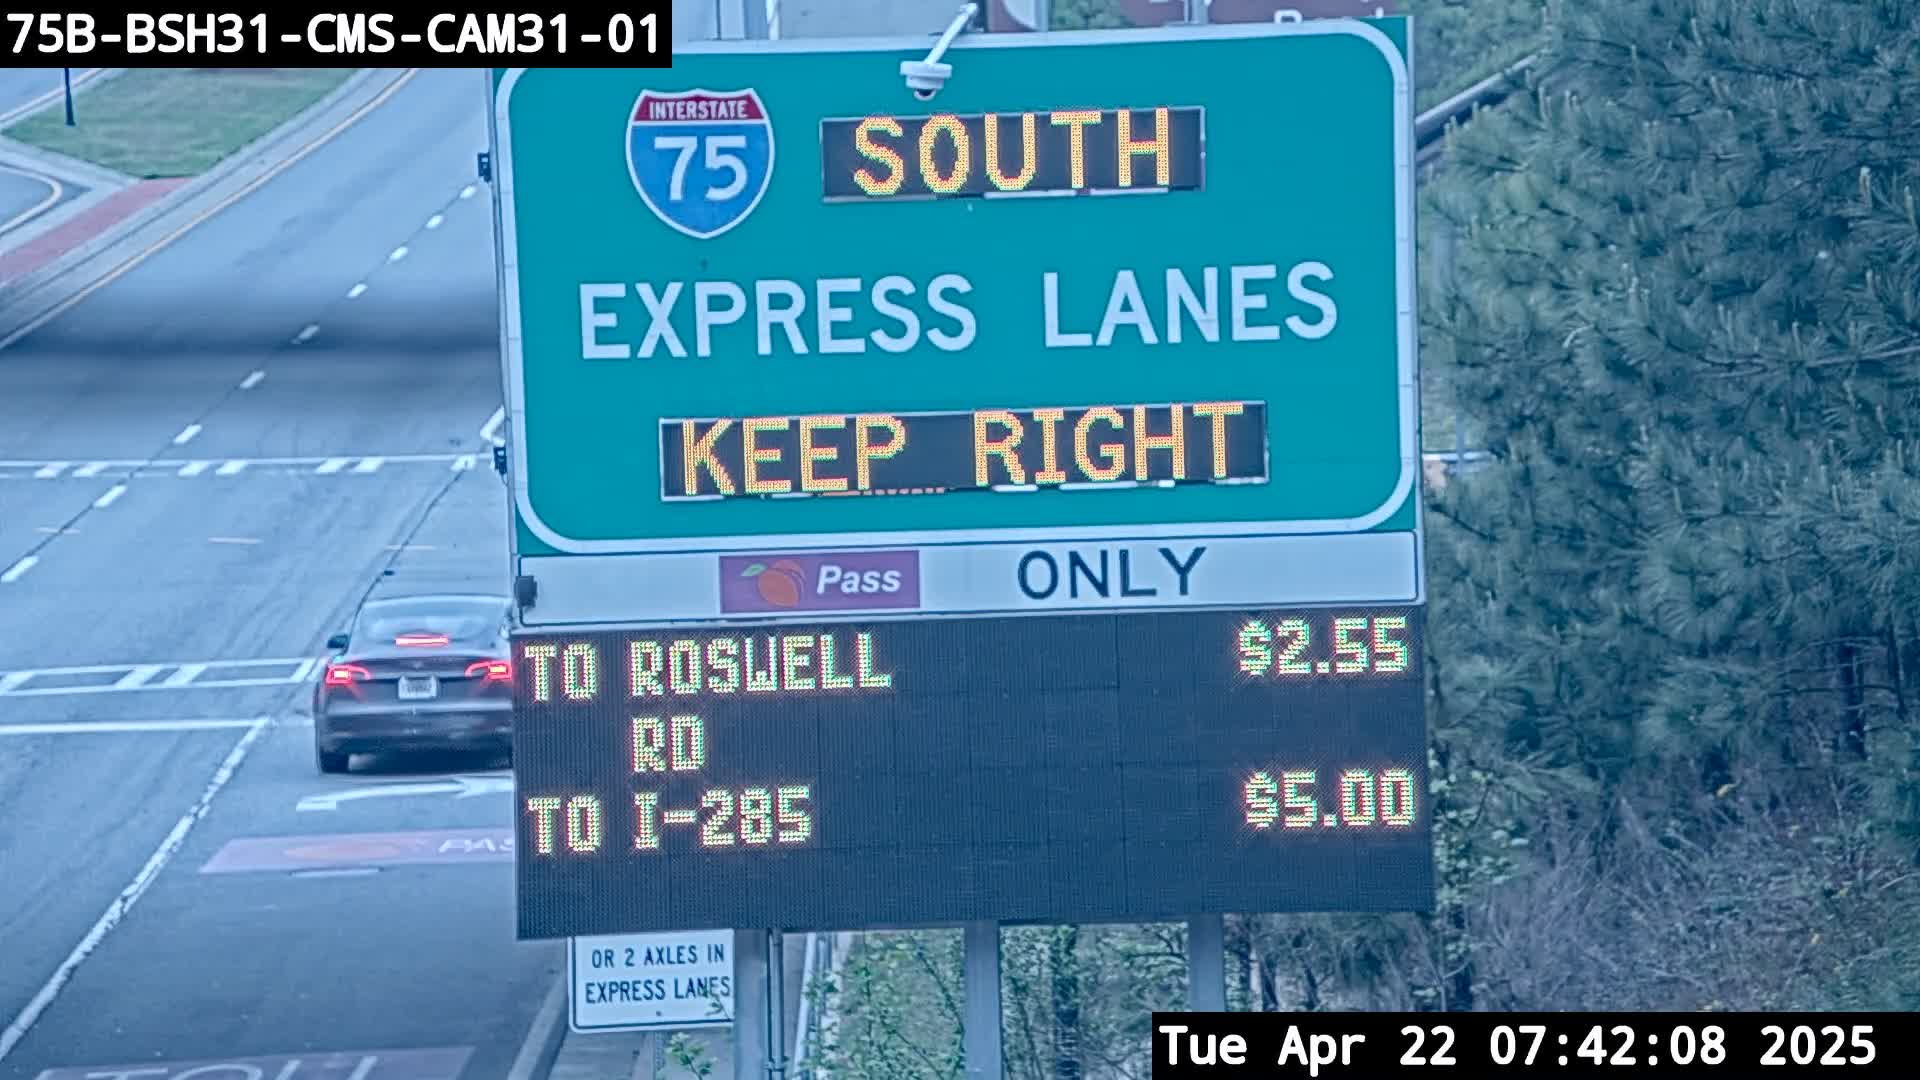 75B-BSH31-CMS-CAM31-01
INTERSTATE
75
SOUTH
EXPRESS LANES
KEEP RIGHT
Pass ONLY
TO ROSWELL $2.55
RD
TO I-285 $5.00
OR 2 AXLES IN
EXPRESS LANES
TOLL
Tue Apr 22 07:42:08 2025